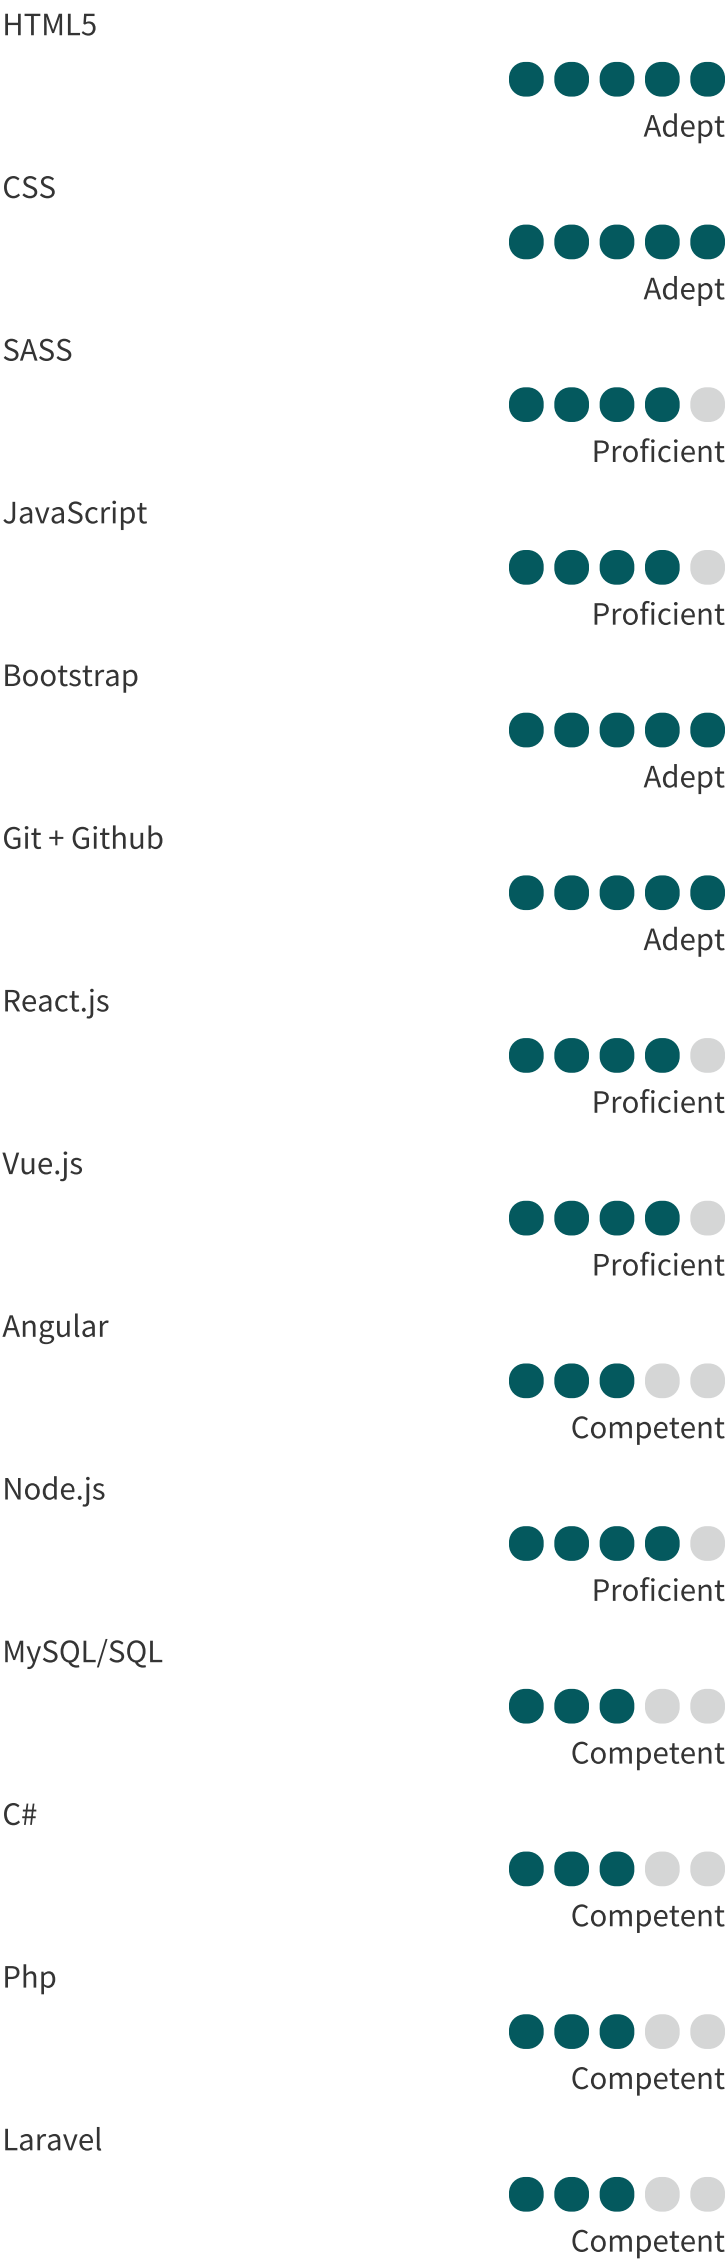 HTML5
Adept
CSS
Adept
SASS
Proficient
JavaScript
Proficient
Bootstrap
Adept
Git + Github
Adept
React.js
Proficient
Vue.js
Proficient
Angular
Competent
Node.js
Proficient
MySQL/SQL
Competent
C#
Competent
Php
Competent
Laravel
Competent